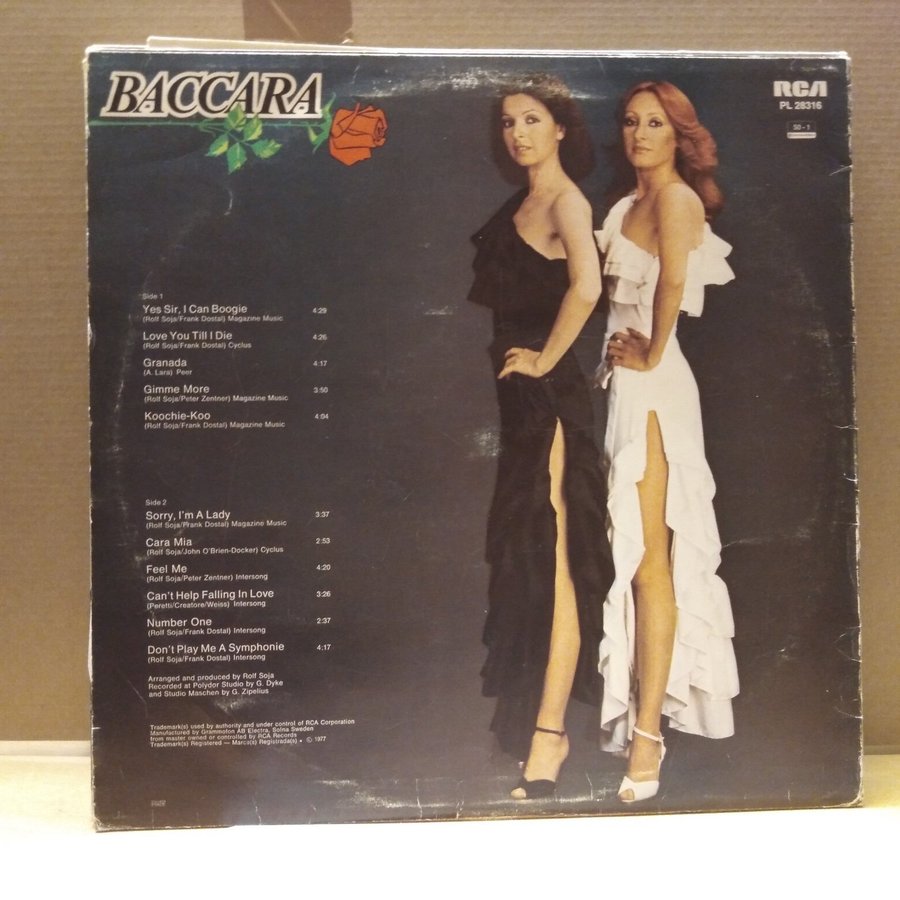 BACCARA
RCA
PL 28316
SD-1
Side 1
Yes Sir, I Can Boogie 4:29
(Rolf Soja/Frank Dostal) Magazine Music
Love You Till I Die 4:26
(Rolf Soja/Frank Dostal) Cyclus
Granada 4:17
(A. Lara) Peer
Gimme More 3:50
(Rolf Soja/Peter Zentner) Magazine Music
Koochie-Koo 4:04
(Rolf Soja/Frank Dostal) Magazine Music
Side 2
Sorry, I'm A Lady 3:37
(Rolf Soja/Frank Dostal) Magazine Music
Cara Mia 2:53
(Rolf Soja/John O'Brien-Docker) Cyclus
Feel Me 4:20
(Rolf Soja/Peter Zentner) Intersong
Can't Help Falling In Love 3:26
(Peretti/Creatore/Weiss) Intersong
Number One 2:37
(Rolf Soja/Frank Dostal) Intersong
Don't Play Me A Symphonie 4:17
(Rolf Soja/Frank Dostal) Intersong
Arranged and produced by Rolf Soja
Recorded at Polydor Studio by G. Dyke
and Studio Maschen by G. Zipelius
Trademark(s) used by authority and under control of RCA Corporation
Manufactured by Grammofon AB Electra, Solna Sweden
from master owned or controlled by RCA Records
Trademark(s) Registered — Marca(s) Registrada(s) • © 1977